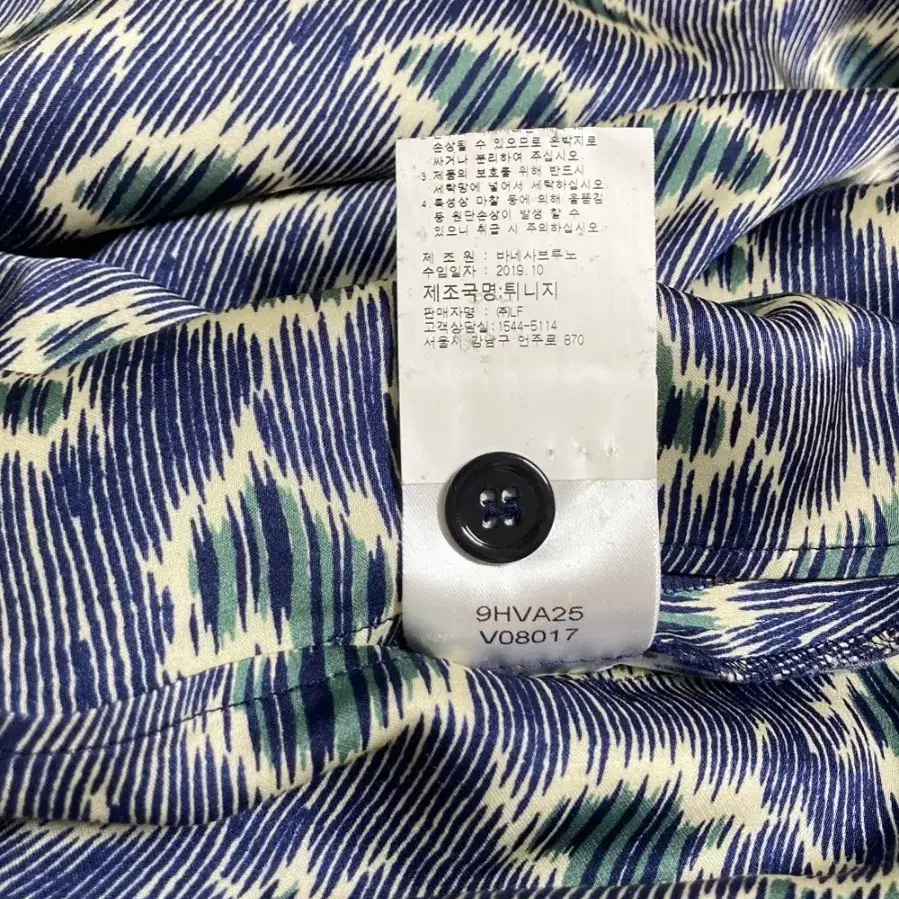 손상될 수 있으므로 은박지로
싸거나 분리하여 주십시오
3. 제품의 보호를 위해 반드시
세탁망에 넣어서 세탁하십시오
4. 특성상 마찰 등에 의해 올뜯김
등 원단손상이 발생 할 수
있으니 취급 시 주의하십시오
제 조 원 : 바네사브루노
수입일자 : 2019.10
제조국명:튀니지
판매자명 : ㈜LF
고객상담실:1544-5114
서울시 강남구 언주로 870
9HVA25
V08017